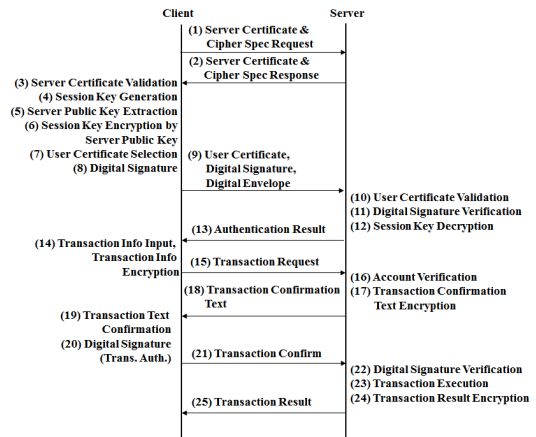 Client
Server
(1) Server Certificate &
Cipher Spec Request
(2) Server Certificate &
Cipher Spec Response
(3) Server Certificate Validation
(4) Session Key Generation
(5) Server Public Key Extraction
(6) Session Key Encryption by
Server Public Key
(7) User Certificate Selection
(8) Digital Signature
(9) User Certificate,
Digital Signature,
Digital Envelope
(10) User Certificate Validation
(11) Digital Signature Verification
(12) Session Key Decryption
(13) Authentication Result
(14) Transaction Info Input,
Transaction Info
Encryption
(15) Transaction Request
(16) Account Verification
(17) Transaction Confirmation
Text Encryption
(18) Transaction Confirmation
Text
(19) Transaction Text
Confirmation
(20) Digital Signature
(Trans. Auth.)
(21) Transaction Confirm
(22) Digital Signature Verification
(23) Transaction Execution
(24) Transaction Result Encryption
(25) Transaction Result